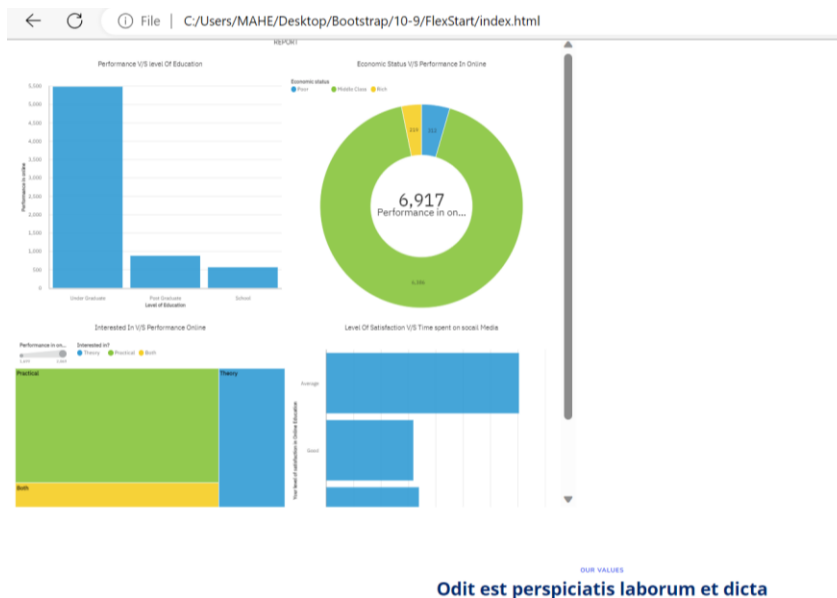 File | C:/Users/MAHE/Desktop/Bootstrap/10-9/FlexStart/index.html
REPORT
Performance V/S level Of Education
5,500
5,000
4,500
4,000
3,500
3,000
2,500
2,000
1,500
1,000
500
0
Performance in online
Under Graduate
Post Graduate
School
Level of Education
Economic Status V/S Performance In Online
Economic status
Poor
Middle Class
Rich
6,917
Performance in on...
Interested In V/S Performance Online
Performance in on...
Interested in?
Theory
Practical
Both
Practical
Theory
Both
Level Of Satisfaction V/S Time spent on socail Media
Your level of satisfaction in Online Education
Average
Good
OUR VALUES
Odit est perspiciatis laborum et dicta